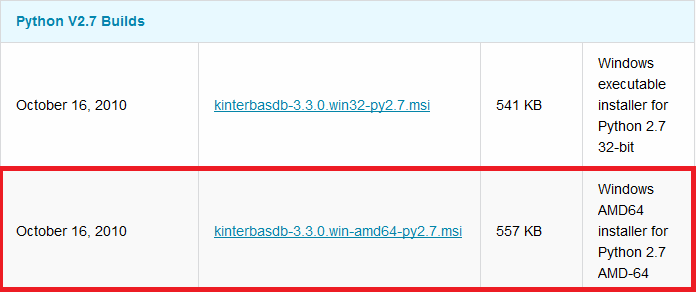 Python V2.7 Builds
October 16, 2010
kinterbasdb-3.3.0.win32-py2.7.msi
541 KB
Windows
executable
installer for
Python 2.7
32-bit
October 16, 2010
kinterbasdb-3.3.0.win-amd64-py2.7.msi
557 KB
Windows
AMD64
installer for
Python 2.7
AMD-64